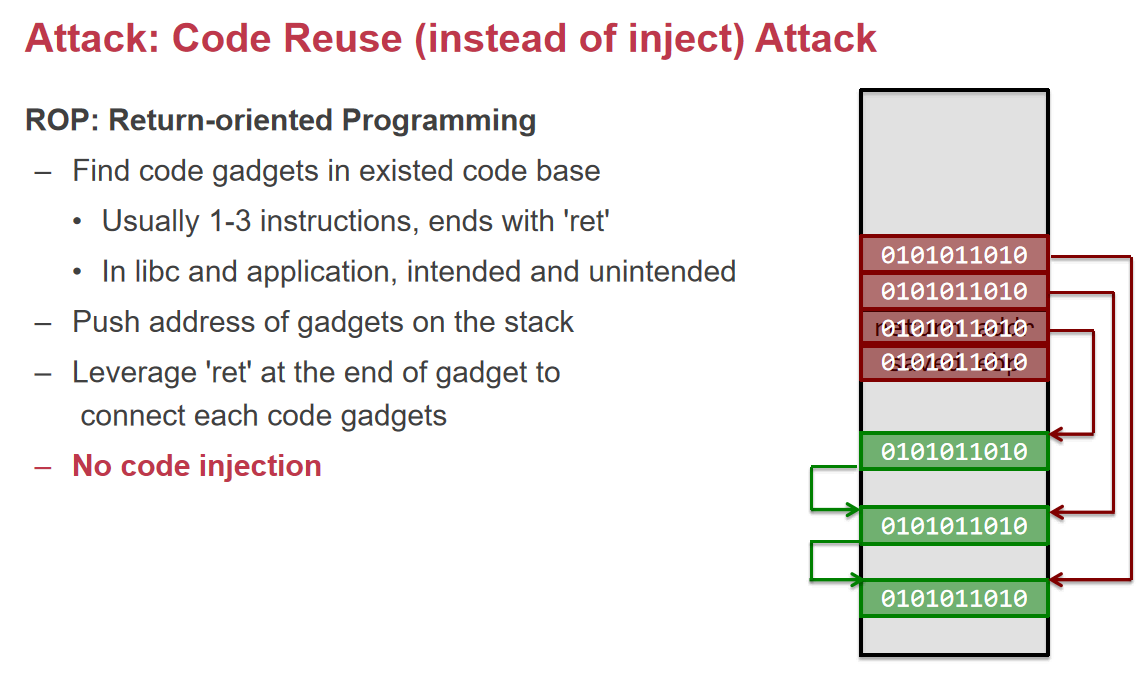 Attack: Code Reuse (instead of inject) Attack
ROP: Return-oriented Programming
– Find code gadgets in existed code base
• Usually 1-3 instructions, ends with 'ret'
• In libc and application, intended and unintended
– Push address of gadgets on the stack
– Leverage 'ret' at the end of gadget to
connect each code gadgets
– No code injection
0101011010
0101011010
0101011010
0101011010
0101011010
0101011010
0101011010